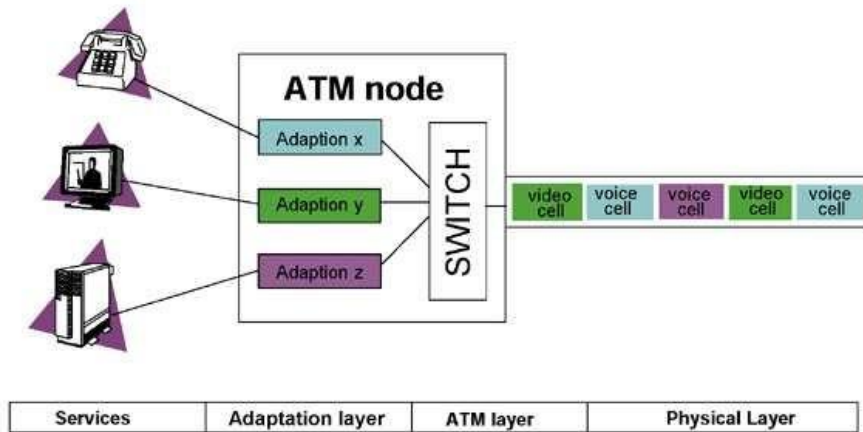 ATM node
Adaption x
Adaption y
Adaption z
SWITCH
video cell
voice cell
voice cell
video cell
voice cell
Services
Adaptation layer
ATM layer
Physical Layer